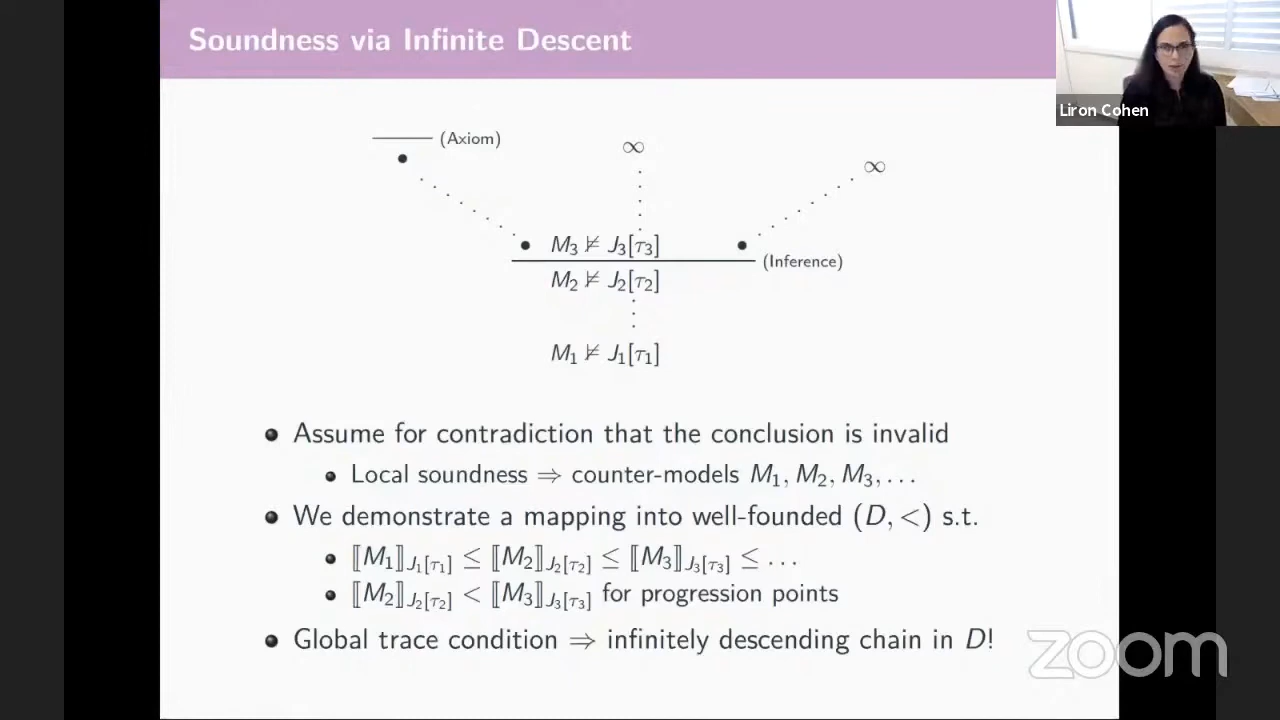 Soundness via Infinite Descent
Liron Cohen
(Axiom)
∞
∞
M₃ ⊭ J₃[τ₃]
(Inference)
M₂ ⊭ J₂[τ₂]
M₁ ⊭ J₁[τ₁]
Assume for contradiction that the conclusion is invalid
Local soundness ⇒ counter-models M₁, M₂, M₃, . . .
We demonstrate a mapping into well-founded (D, <) s.t.
⟦M₁⟧J₁[τ₁] ≤ ⟦M₂⟧J₂[τ₂] ≤ ⟦M₃⟧J₃[τ₃] ≤ . . .
⟦M₂⟧J₂[τ₂] < ⟦M₃⟧J₃[τ₃] for progression points
Global trace condition ⇒ infinitely descending chain in D!
zoom